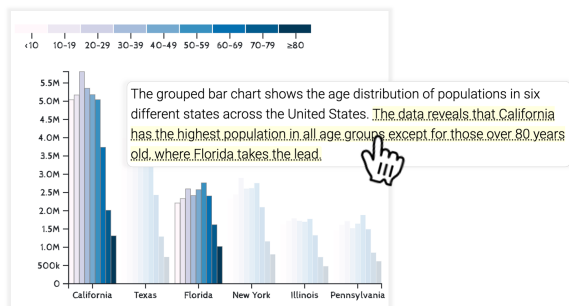 <10 10-19 20-29 30-39 40-49 50-59 60-69 70-79 ≥80
The grouped bar chart shows the age distribution of populations in six
different states across the United States. The data reveals that California
has the highest population in all age groups except for those over 80 years
old, where Florida takes the lead.
5.5M
5.0M
4.5M
4.0M
3.5M
3.0M
2.5M
2.0M
1.5M
1.0M
500k
0
California Texas Florida New York Illinois Pennsylvania